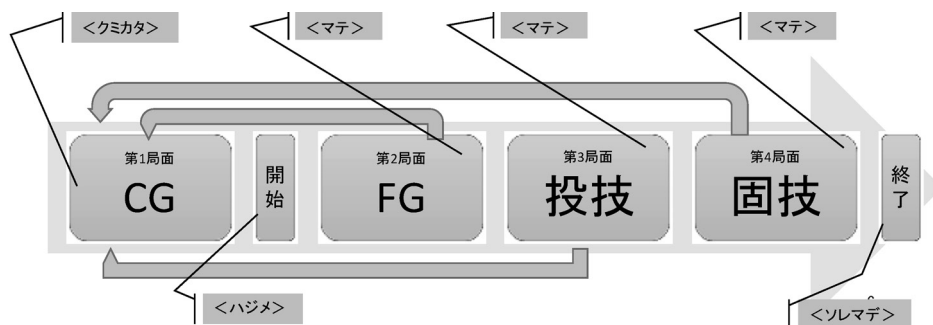 ＜クミカタ＞
＜マテ＞
＜マテ＞
＜マテ＞
第1局面
CG
開始
第2局面
FG
第3局面
投技
第4局面
固技
終了
＜ハジメ＞
＜ソレマデ＞